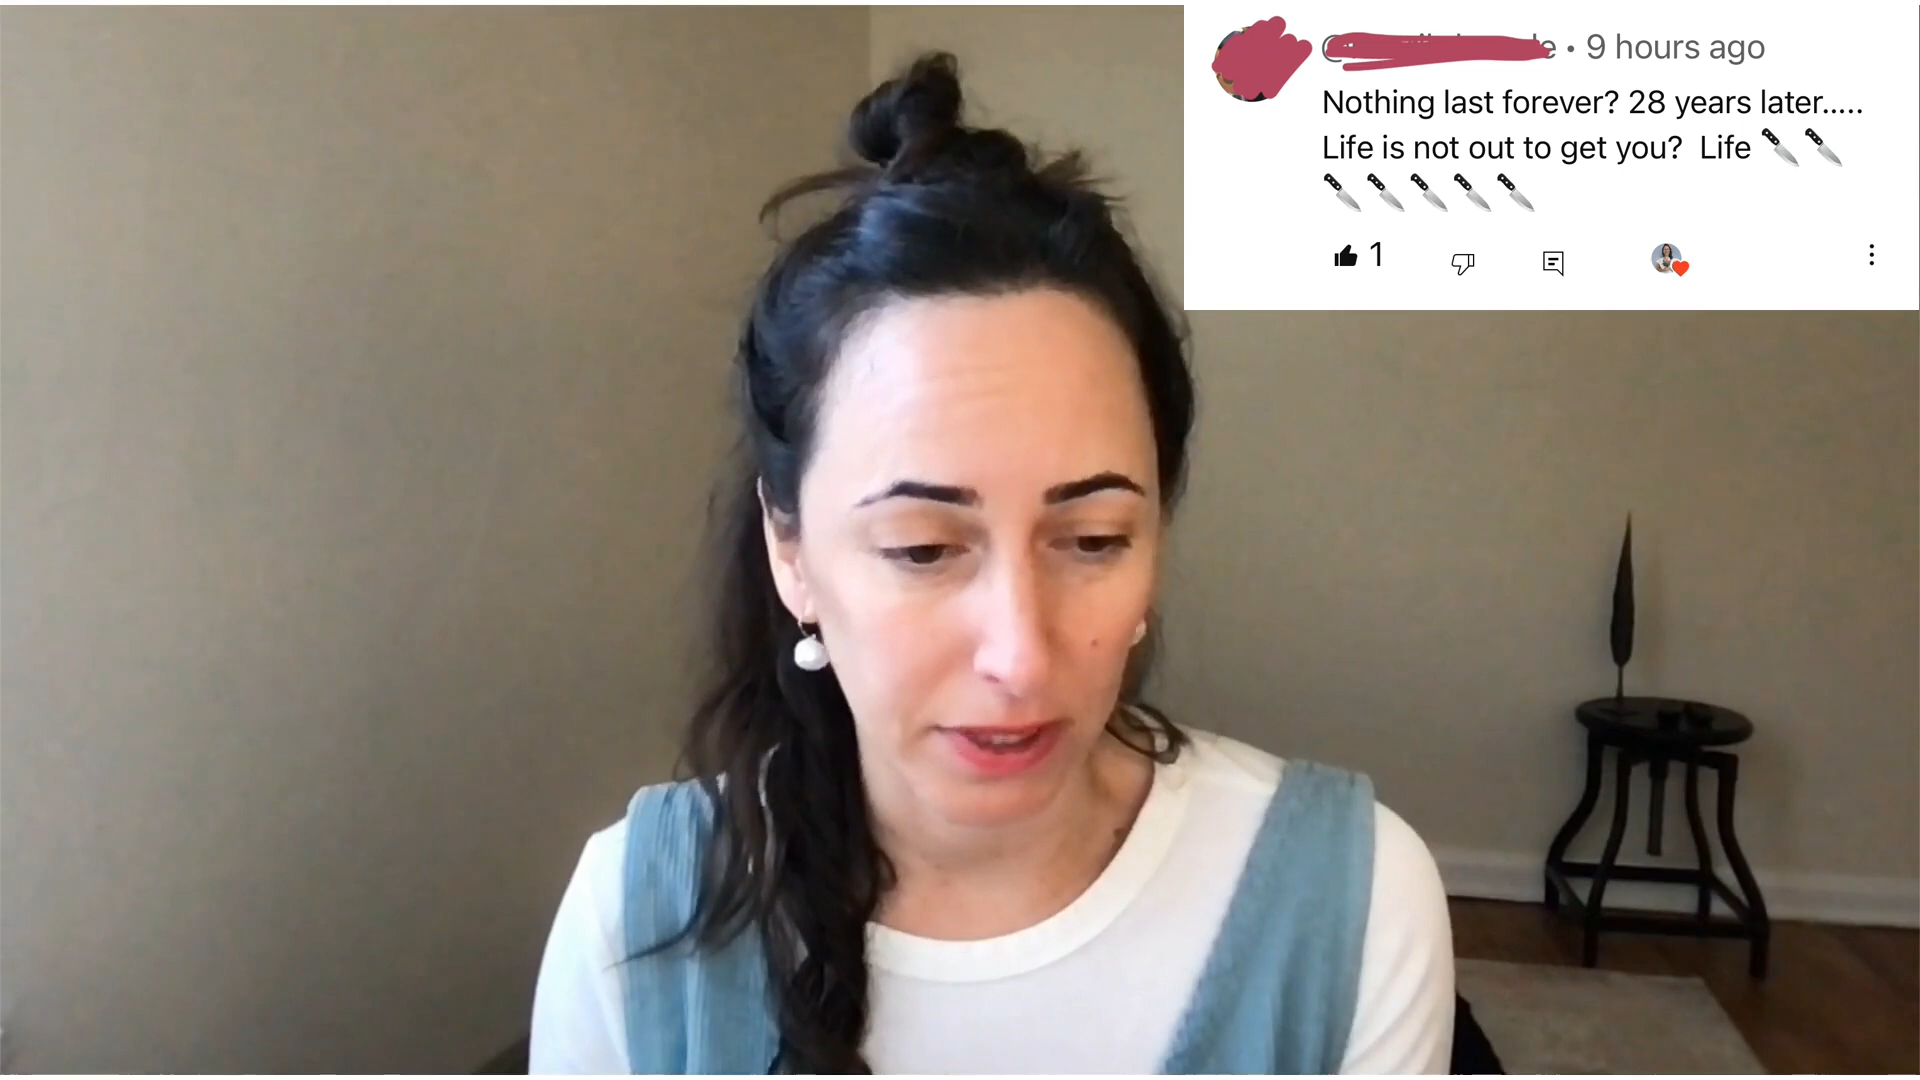 • 9 hours ago
Nothing last forever? 28 years later.....
Life is not out to get you? Life 🔪🔪
🔪🔪🔪🔪🔪
1